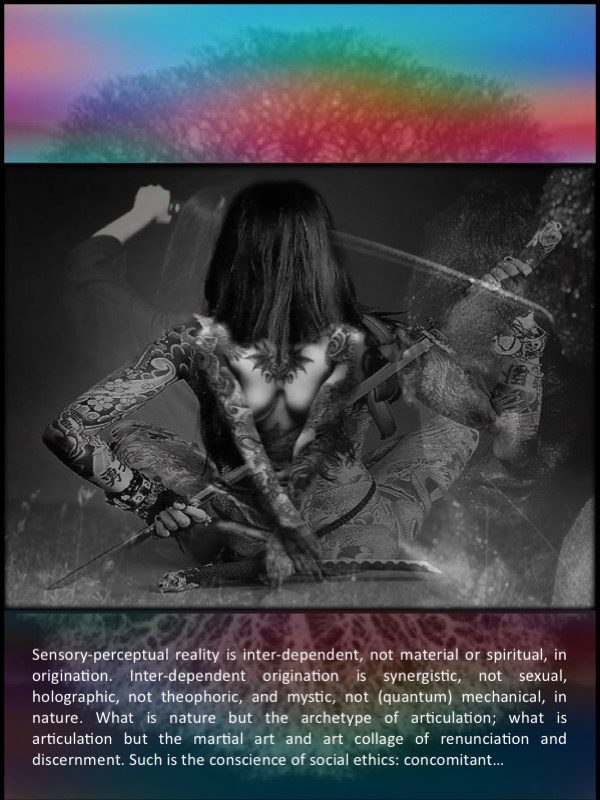 Sensory-perceptual reality is inter-dependent, not material or spiritual, in
origination. Inter-dependent origination is synergistic, not sexual,
holographic, not theophoric, and mystic, not (quantum) mechanical, in
nature. What is nature but the archetype of articulation; what is
articulation but the martial art and art collage of renunciation and
discernment. Such is the conscience of social ethics: concomitant...